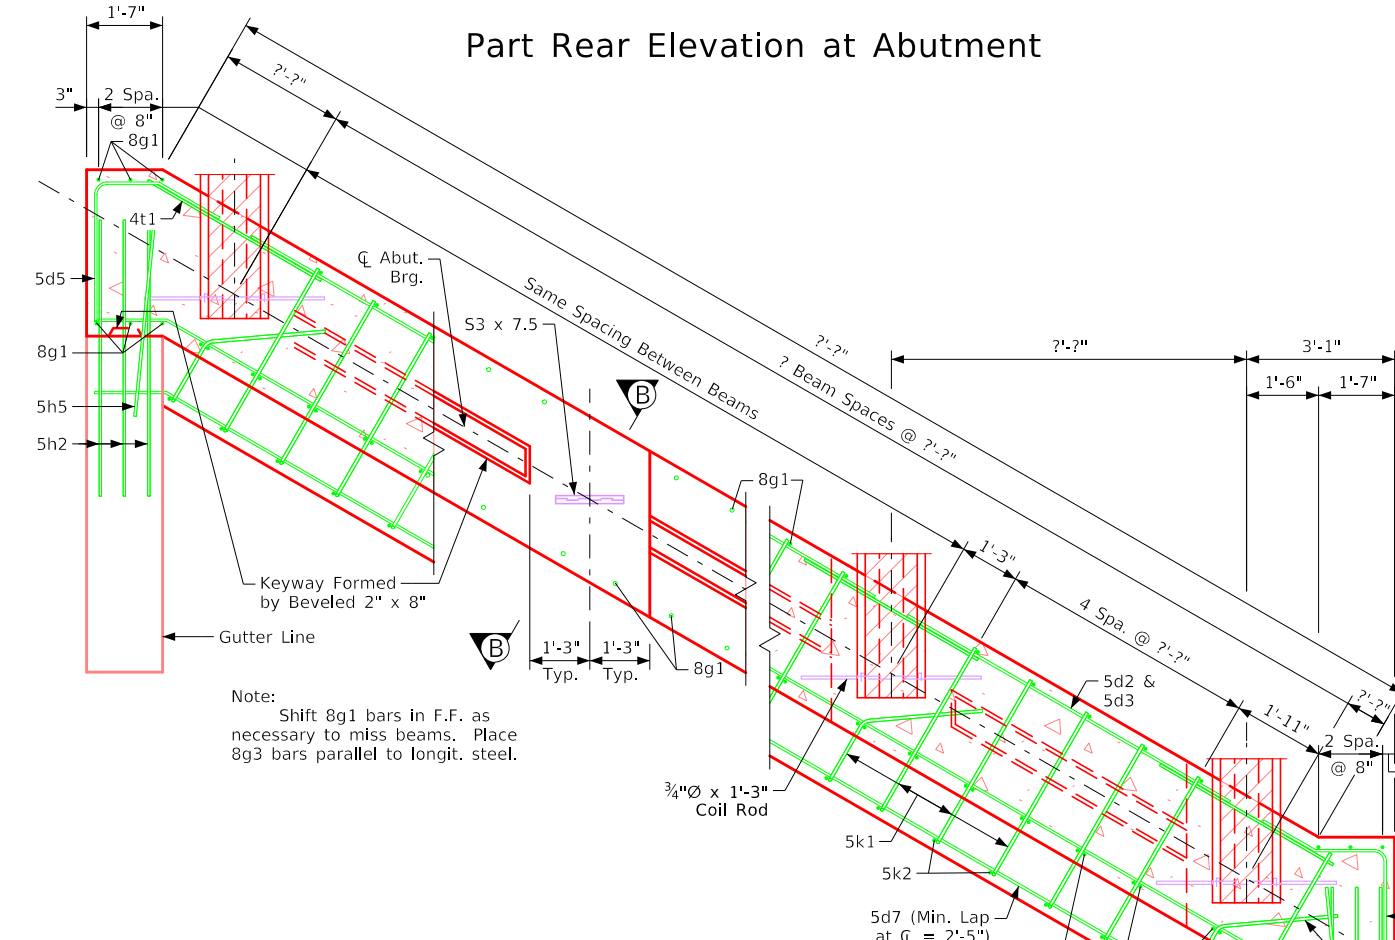 Part Rear Elevation at Abutment
1'-7"
3"
2 Spa.
@ 8"
8g1
?'-?"
4t1
5d5
8g1
5h5
5h2
℄ Abut.
Brg.
S3 x 7.5
Same Spacing Between Beams
?'-?"
? Beam Spaces @ ?'-?"
?'-?"
3'-1"
1'-6"
1'-7"
B
8g1
1'-3"
4 Spa. @ ?'-?"
1'-11"
?'-?"
2 Spa.
@ 8"
Keyway Formed
by Beveled 2" x 8"
Gutter Line
B
1'-3"
Typ.
1'-3"
Typ.
8g1
5d2 &
5d3
Note:
Shift 8g1 bars in F.F. as
necessary to miss beams. Place
8g3 bars parallel to longit. steel.
¾"Ø x 1'-3"
Coil Rod
5k1
5k2
5d7 (Min. Lap
at ℄ = 2'-5")